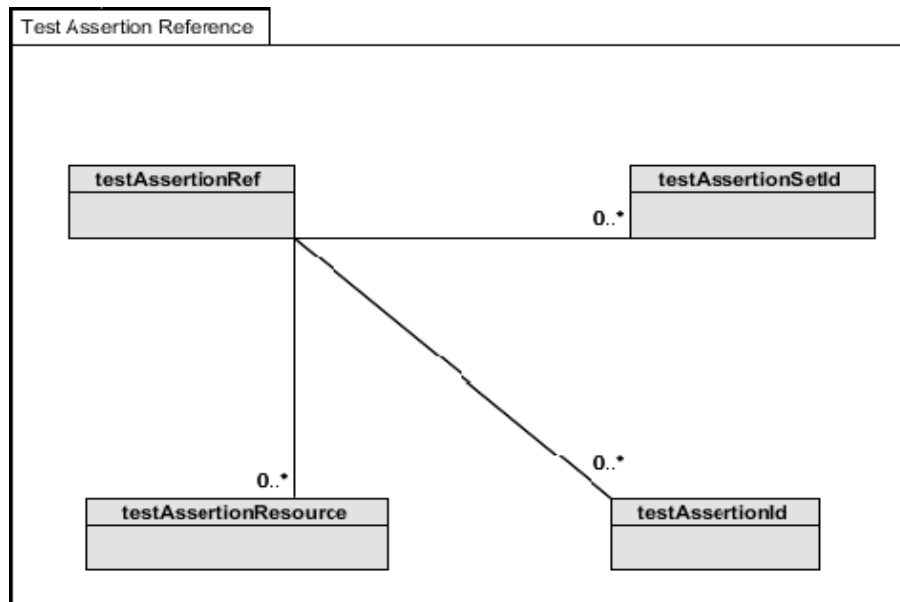 Test Assertion Reference
testAssertionRef
testAssertionSetId
0..*
0..*
0..*
testAssertionResource
testAssertionId